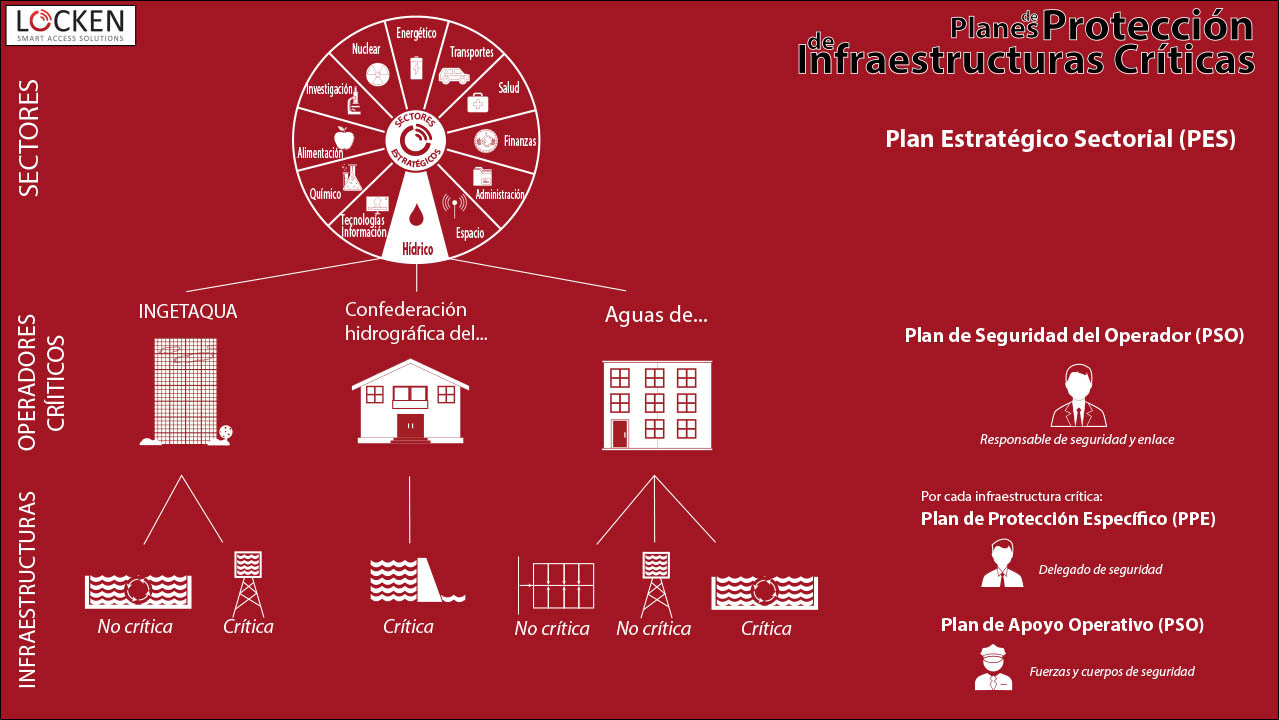 LOCKEN
SMART ACCESS SOLUTIONS
Planes de Protección
de Infraestructuras Críticas
SECTORES
Energético
Transportes
Salud
Finanzas
Administración
Espacio
Hídrico
Tecnologías
Información
Químico
Alimentación
Investigación
Nuclear
SECTORES
ESTRATÉGICOS
Plan Estratégico Sectorial (PES)
OPERADORES
CRÍITICOS
INGETAQUA
Confederación
hidrográfica del...
Aguas de...
Plan de Seguridad del Operador (PSO)
Responsable de seguridad y enlace
INFRAESTRUCTURAS
No crítica
Crítica
Crítica
No crítica
No crítica
Crítica
Por cada infraestructura crítica:
Plan de Protección Específico (PPE)
Delegado de seguridad
Plan de Apoyo Operativo (PSO)
Fuerzas y cuerpos de seguridad